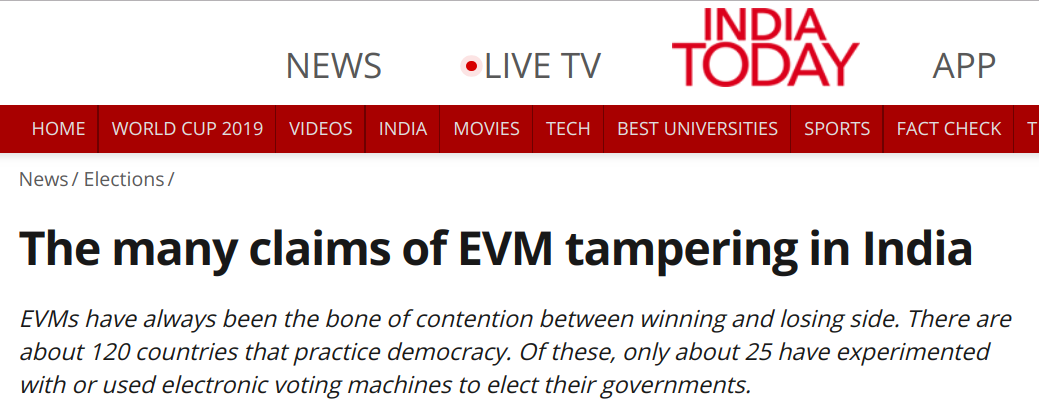 NEWS LIVE TV INDIA TODAY APP
HOME WORLD CUP 2019 VIDEOS INDIA MOVIES TECH BEST UNIVERSITIES SPORTS FACT CHECK T
News / Elections /
The many claims of EVM tampering in India
EVMs have always been the bone of contention between winning and losing side. There are
about 120 countries that practice democracy. Of these, only about 25 have experimented
with or used electronic voting machines to elect their governments.